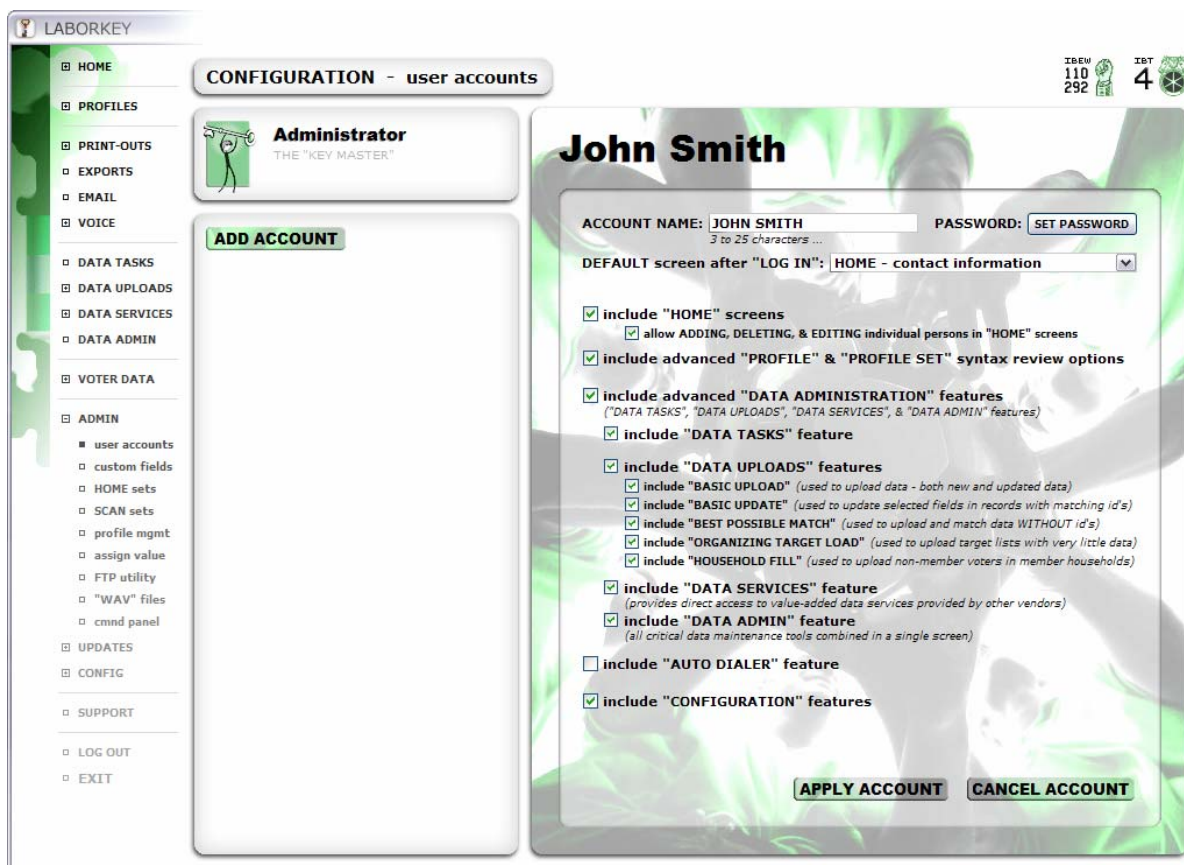 LABORKEY
HOME
PROFILES
PRINT-OUTS
EXPORTS
EMAIL
VOICE
DATA TASKS
DATA UPLOADS
DATA SERVICES
DATA ADMIN
VOTER DATA
ADMIN
user accounts
custom fields
HOME sets
SCAN sets
profile mgmt
assign value
FTP utility
"WAV" files
cmnd panel
UPDATES
CONFIG
SUPPORT
LOG OUT
EXIT
CONFIGURATION - user accounts
IBEW
110
292
IBT
4
Administrator
THE "KEY MASTER"
ADD ACCOUNT
John Smith
ACCOUNT NAME: JOHN SMITH PASSWORD: SET PASSWORD
3 to 25 characters ...
DEFAULT screen after "LOG IN": HOME - contact information
include "HOME" screens
allow ADDING, DELETING, & EDITING individual persons in "HOME" screens
include advanced "PROFILE" & "PROFILE SET" syntax review options
include advanced "DATA ADMINISTRATION" features
("DATA TASKS", "DATA UPLOADS", "DATA SERVICES", & "DATA ADMIN" features)
include "DATA TASKS" feature
include "DATA UPLOADS" features
include "BASIC UPLOAD" (used to upload data - both new and updated data)
include "BASIC UPDATE" (used to update selected fields in records with matching id's)
include "BEST POSSIBLE MATCH" (used to upload and match data WITHOUT id's)
include "ORGANIZING TARGET LOAD" (used to upload target lists with very little data)
include "HOUSEHOLD FILL" (used to upload non-member voters in member households)
include "DATA SERVICES" feature
(provides direct access to value-added data services provided by other vendors)
include "DATA ADMIN" feature
(all critical data maintenance tools combined in a single screen)
include "AUTO DIALER" feature
include "CONFIGURATION" features
APPLY ACCOUNT CANCEL ACCOUNT